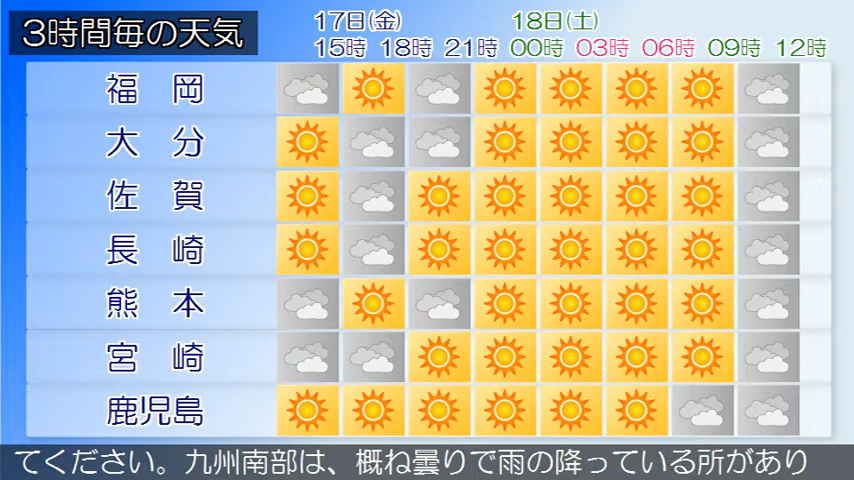 3時間毎の天気
17日(金) 18日(土)
15時 18時 21時 00時 03時 06時 09時 12時
福岡
大分
佐賀
長崎
熊本
宮崎
鹿児島
てください。九州南部は、概ね曇りで雨の降っている所があり